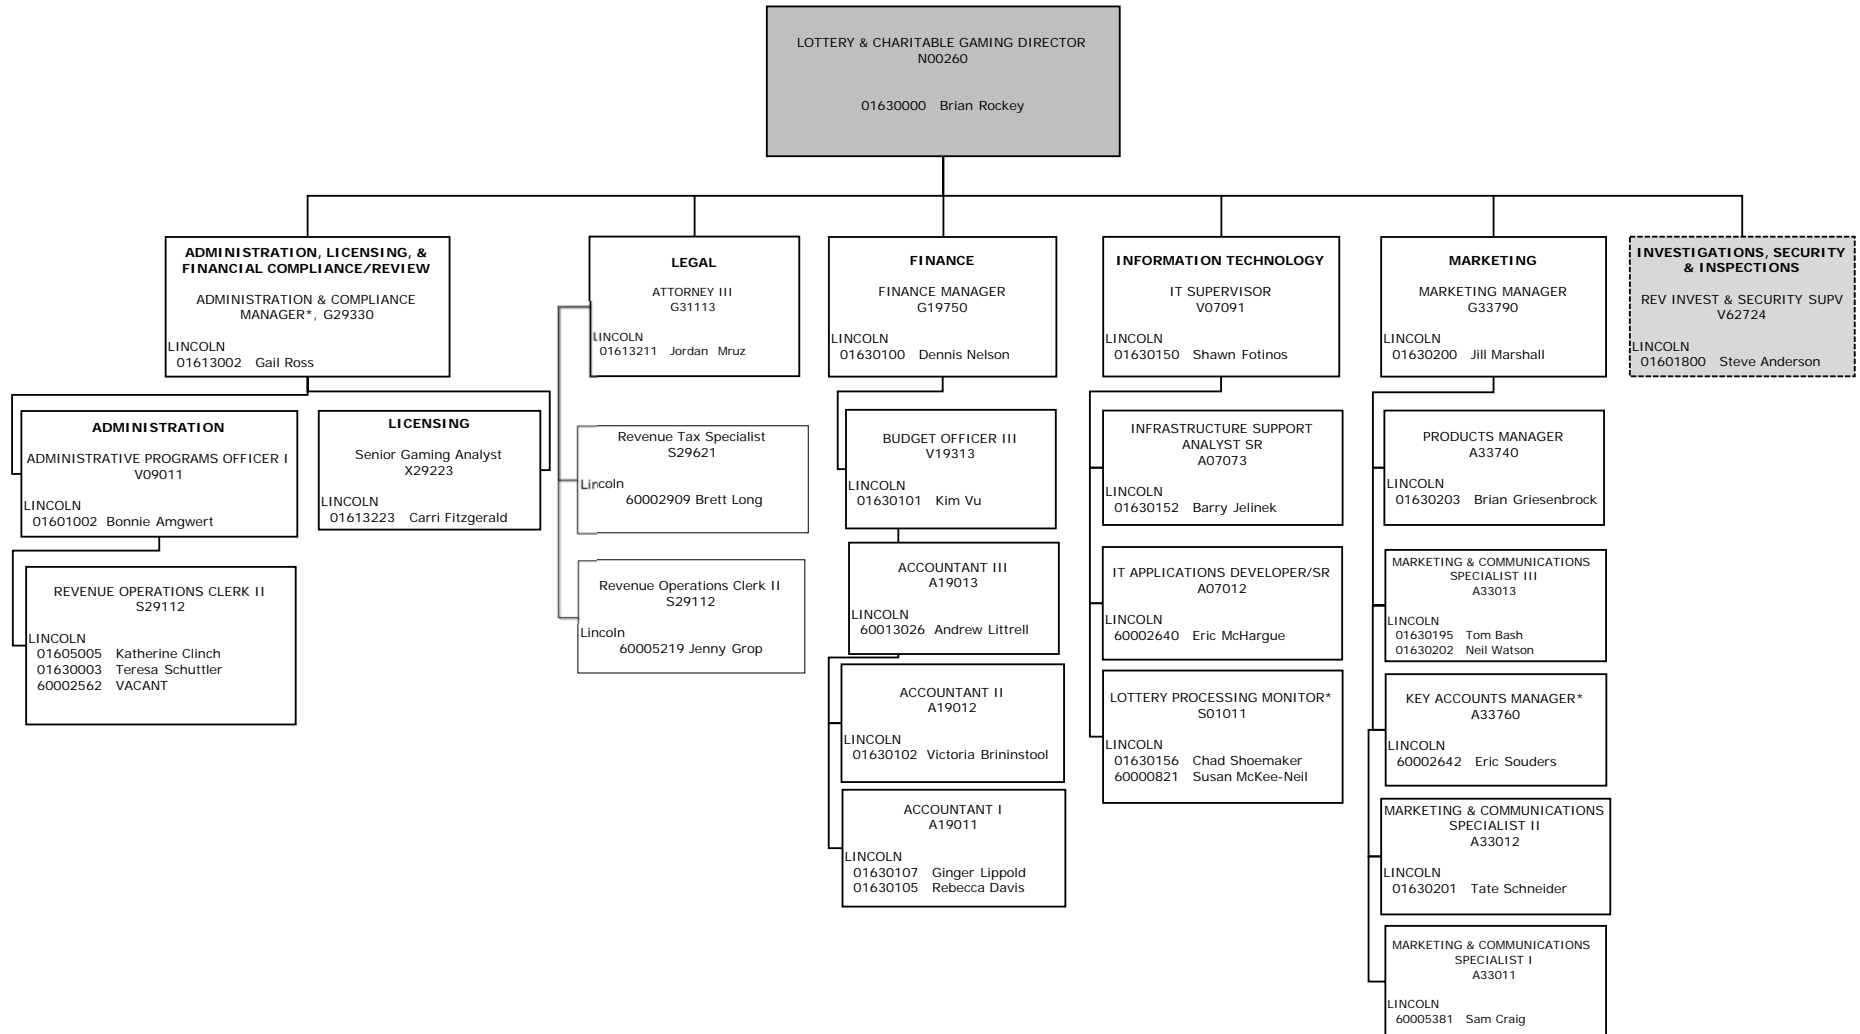 LOTTERY & CHARITABLE GAMING DIRECTOR
N00260
01630000 Brian Rockey
ADMINISTRATION, LICENSING, &
FINANCIAL COMPLIANCE/REVIEW
ADMINISTRATION & COMPLIANCE
MANAGER*, G29330
LINCOLN
01613002 Gail Ross
LEGAL
ATTORNEY III
G31113
LINCOLN
01613211 Jordan Mruz
FINANCE
FINANCE MANAGER
G19750
LINCOLN
01630100 Dennis Nelson
INFORMATION TECHNOLOGY
IT SUPERVISOR
V07091
LINCOLN
01630150 Shawn Fotinos
MARKETING
MARKETING MANAGER
G33790
LINCOLN
01630200 Jill Marshall
INVESTIGATIONS, SECURITY
& INSPECTIONS
REV INVEST & SECURITY SUPV
V62724
LINCOLN
01601800 Steve Anderson
ADMINISTRATION
ADMINISTRATIVE PROGRAMS OFFICER I
V09011
LINCOLN
01601002 Bonnie Amgwert
LICENSING
Senior Gaming Analyst
X29223
LINCOLN
01613223 Carri Fitzgerald
REVENUE OPERATIONS CLERK II
S29112
LINCOLN
01605005 Katherine Clinch
01630003 Teresa Schuttler
60002562 VACANT
Revenue Tax Specialist
S29621
Lincoln
60002909 Brett Long
Revenue Operations Clerk II
S29112
Lincoln
60005219 Jenny Grop
BUDGET OFFICER III
V19313
LINCOLN
01630101 Kim Vu
ACCOUNTANT III
A19013
LINCOLN
60013026 Andrew Littrell
ACCOUNTANT II
A19012
LINCOLN
01630102 Victoria Brininstool
ACCOUNTANT I
A19011
LINCOLN
01630107 Ginger Lippold
01630105 Rebecca Davis
INFRASTRUCTURE SUPPORT
ANALYST SR
A07073
LINCOLN
01630152 Barry Jelinek
IT APPLICATIONS DEVELOPER/SR
A07012
LINCOLN
60002640 Eric McHargue
LOTTERY PROCESSING MONITOR*
S01011
LINCOLN
01630156 Chad Shoemaker
60000821 Susan McKee-Neil
PRODUCTS MANAGER
A33740
LINCOLN
01630203 Brian Griesenbrock
MARKETING & COMMUNICATIONS
SPECIALIST III
A33013
LINCOLN
01630195 Tom Bash
01630202 Neil Watson
KEY ACCOUNTS MANAGER*
A33760
LINCOLN
60002642 Eric Souders
MARKETING & COMMUNICATIONS
SPECIALIST II
A33012
LINCOLN
01630201 Tate Schneider
MARKETING & COMMUNICATIONS
SPECIALIST I
A33011
LINCOLN
60005381 Sam Craig